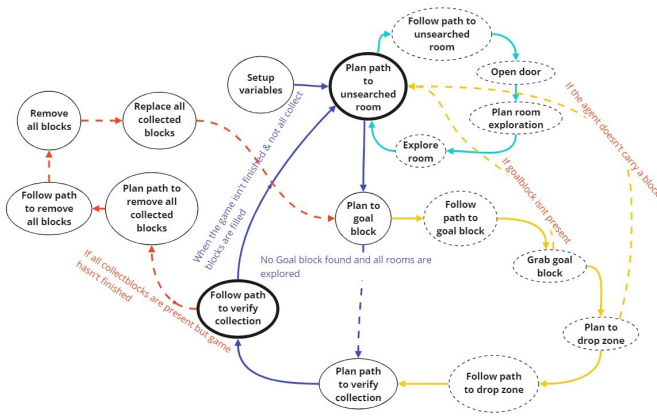 Follow path to
unsearched
room
Setup
variables
Plan path
to
unsearched
room
Open door
Plan room
exploration
Explore
room
Remove
all blocks
Replace all
collected
blocks
Follow path
to remove
all blocks
Plan path to
remove all
collected
blocks
When the game isn't finished & not all collect
blocks are filled
If the agent doesn't carry a block
If goalblock isnt present
Plan to
goal
block
Follow
path to
goal block
Grab goal
block
No Goal block found and all rooms are
explored
If all collectblocks are present but game
hasn't finished
Follow path
to verify
collection
Plan to
drop zone
Plan path
to verify
collection
Follow path
to drop zone